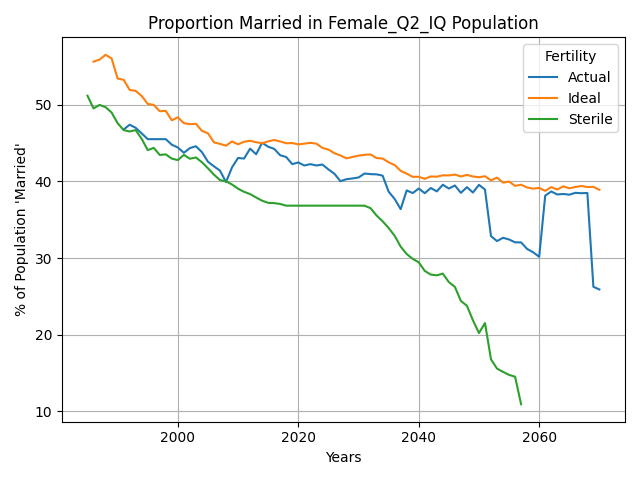 Proportion Married in Female_Q2_IQ Population
Fertility
Actual
Ideal
Sterile
% of Population 'Married'
50
40
30
20
10
2000
2020
2040
2060
Years